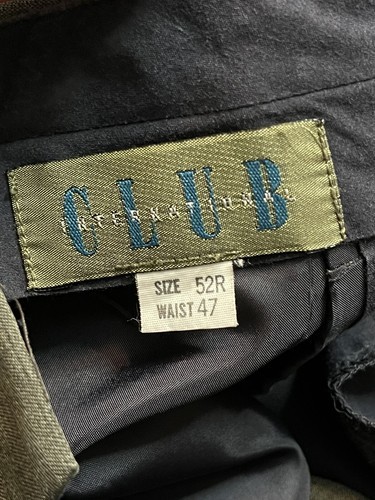 CLUB
INTERNATIONAL
SIZE 52R
WAIST 47